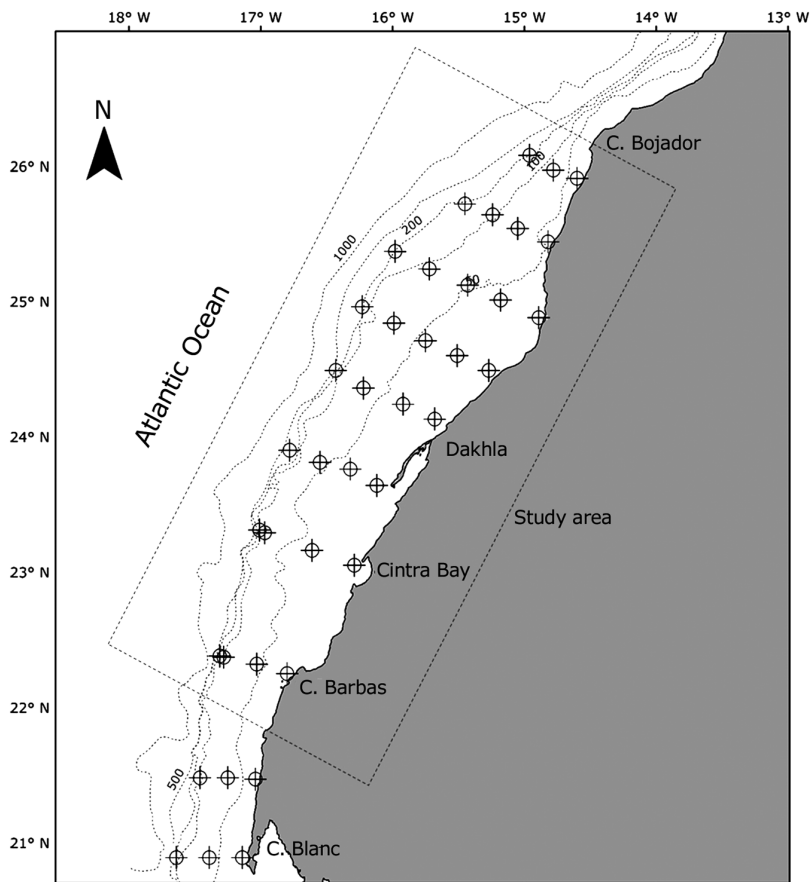 18° W 17° W 16° W 15° W 14° W 13° W
N
C. Bojador
26° N
100
200
1000
50
25° N
Atlantic Ocean
24° N
Dakhla
Study area
23° N
Cintra Bay
C. Barbas
22° N
500
21° N
C. Blanc